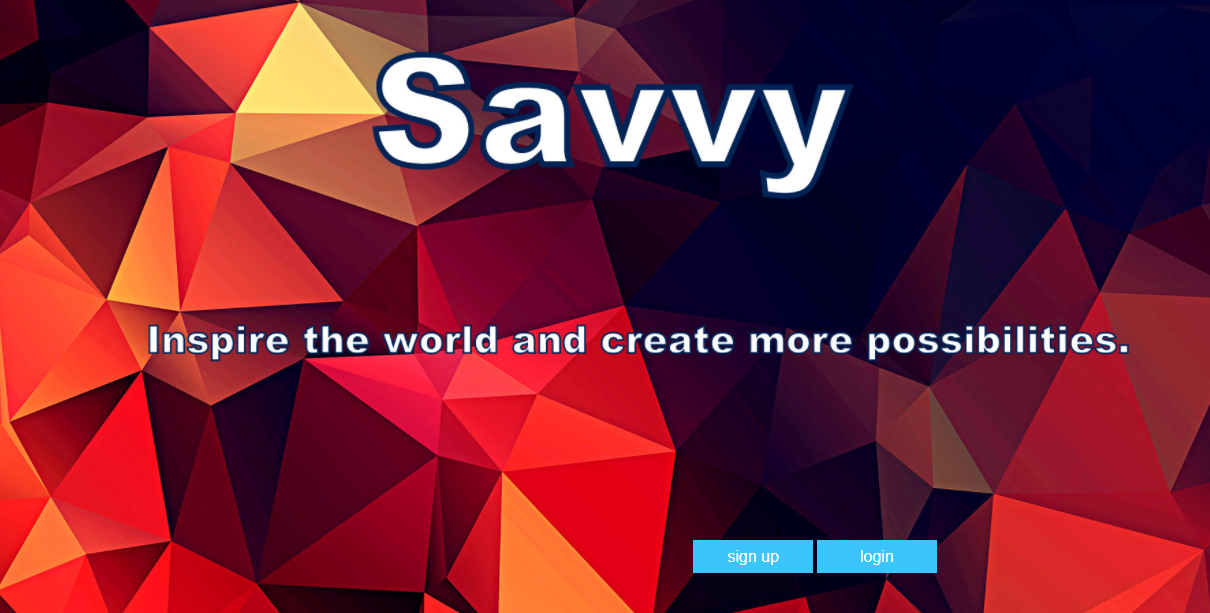 Savvy
Inspire the world and create more possibilities.
sign up login